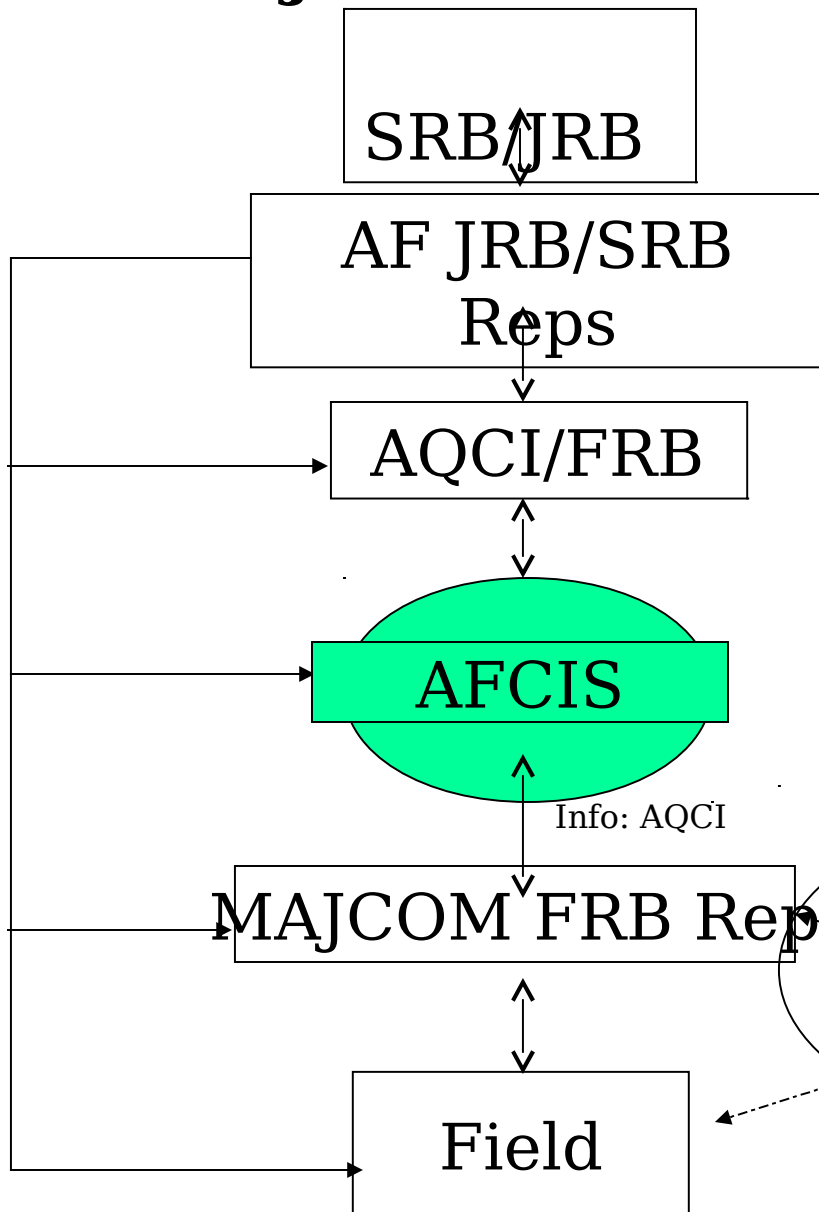 SRB/JRB
AF JRB/SRB
Reps
AQCI/FRB
AFCIS
Info: AQCI
MAJCOM FRB Rep
Field